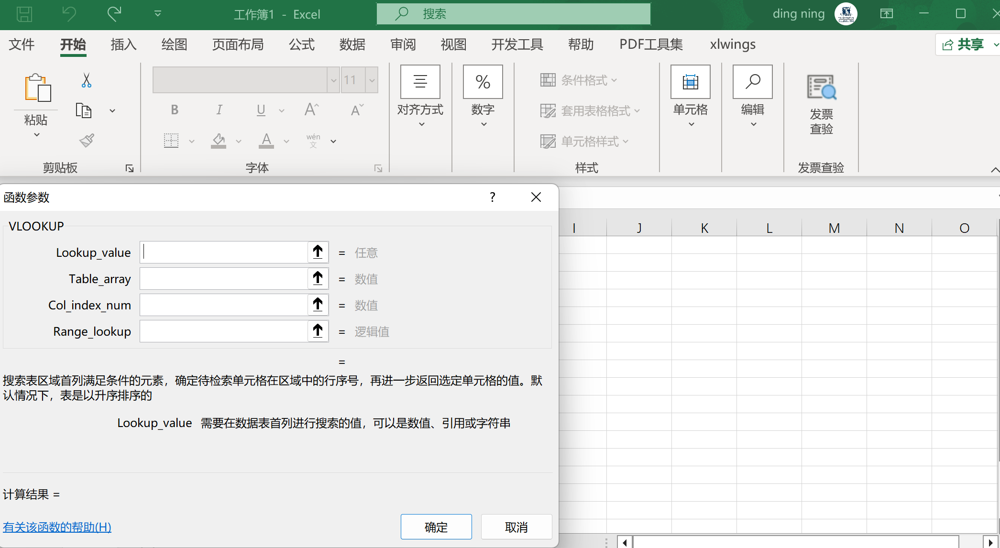 工作簿1 - Excel
搜索
ding ning
文件 开始 插入 绘图 页面布局 公式 数据 审阅 视图 开发工具 帮助 PDF工具集 xlwings 共享
粘贴
剪贴板
11
B I U A A
A wén 文
字体
对齐方式
%
数字
条件格式
套用表格格式
单元格样式
样式
单元格
编辑
发票
查验
发票查验
函数参数 ?
VLOOKUP
Lookup_value = 任意
Table_array = 数值
Col_index_num = 数值
Range_lookup = 逻辑值
=
搜索表区域首列满足条件的元素，确定待检索单元格在区域中的行序号，再进一步返回选定单元格的值。默
认情况下，表是以升序排序的
Lookup_value 需要在数据表首列进行搜索的值，可以是数值、引用或字符串
计算结果 =
有关该函数的帮助(H)
确定 取消
I J K L M N O